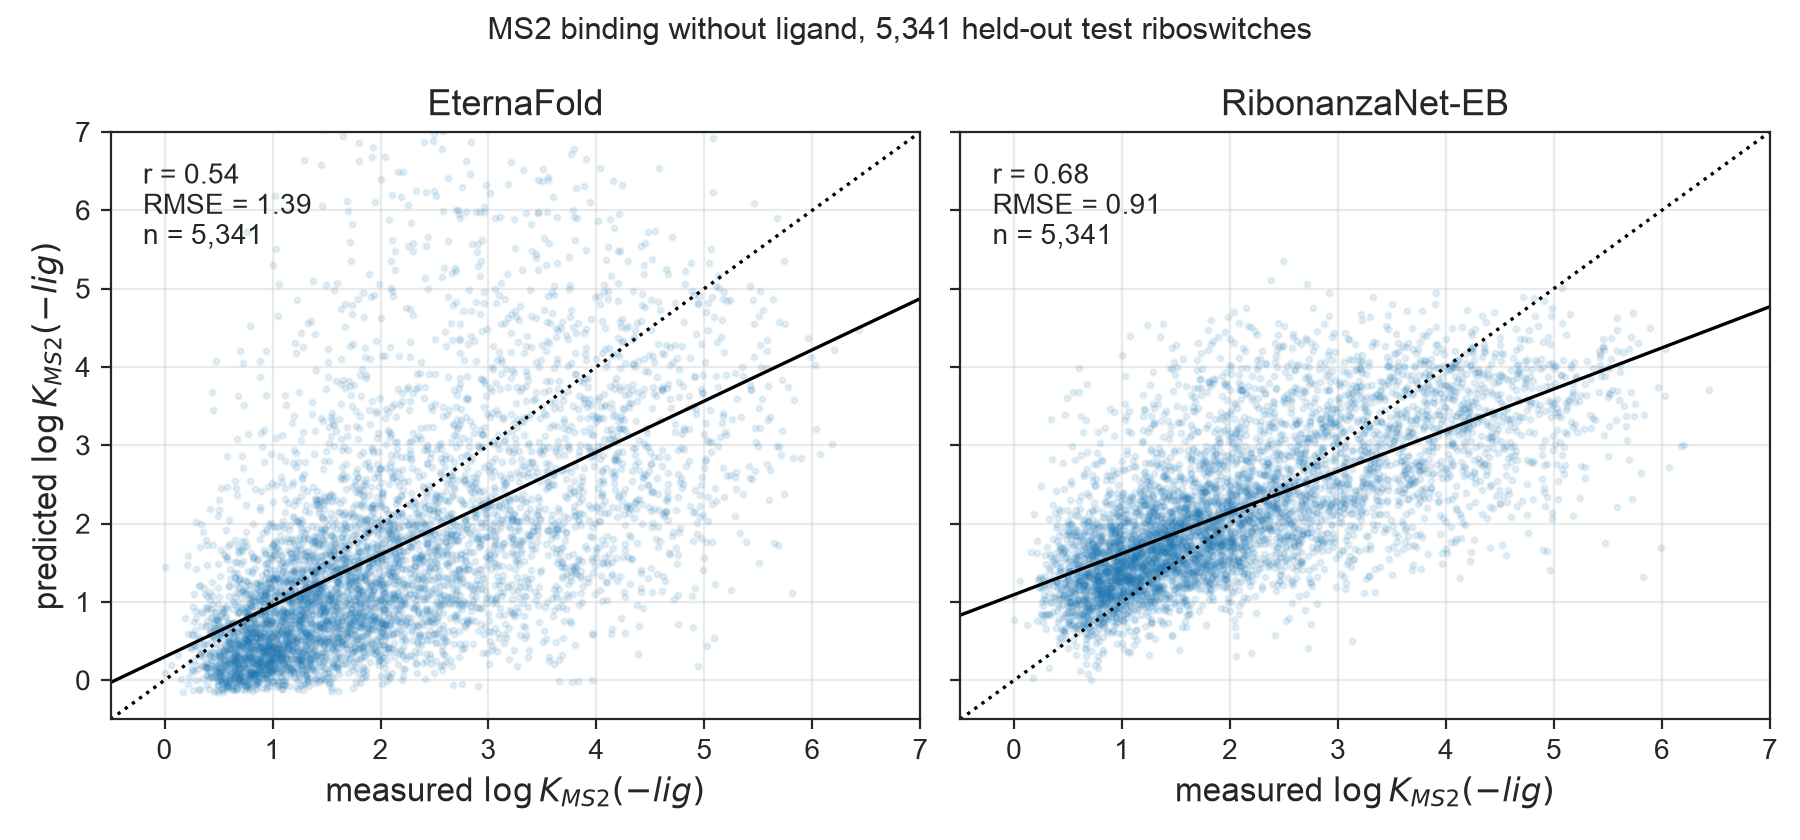 MS2 binding without ligand, 5,341 held-out test riboswitches
EternaFold
r = 0.54
RMSE = 1.39
n = 5,341
predicted log K_MS2(−lig)
7
6
5
4
3
2
1
0
0 1 2 3 4 5 6 7
measured log K_MS2(−lig)
RibonanzaNet-EB
r = 0.68
RMSE = 0.91
n = 5,341
0 1 2 3 4 5 6 7
measured log K_MS2(−lig)